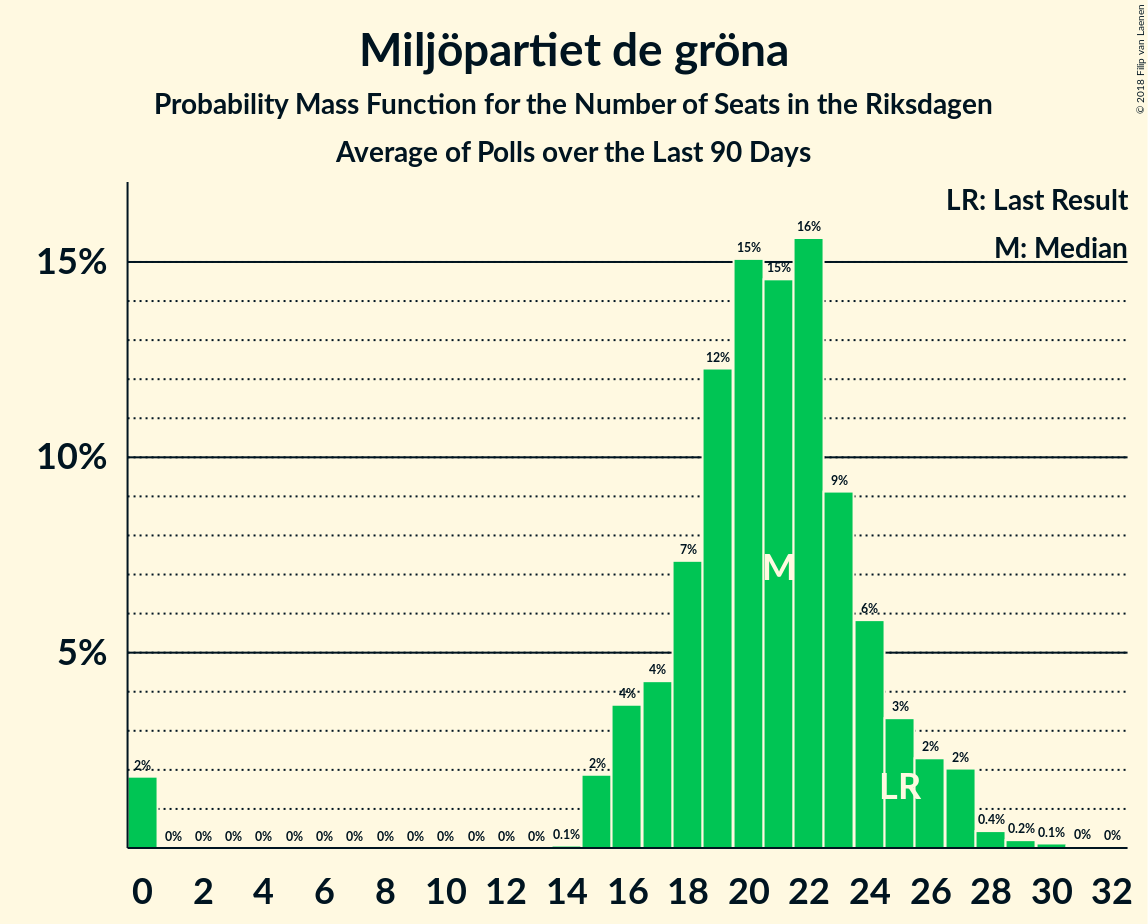 Miljöpartiet de gröna
Probability Mass Function for the Number of Seats in the Riksdagen
Average of Polls over the Last 90 Days
© 2018 Filip van Laenen
LR: Last Result
M: Median
15%
10%
5%
2% 0% 0% 0% 0% 0% 0% 0% 0% 0% 0% 0% 0% 0% 0.1% 2% 4% 4% 7% 12% 15% 15% 16% 9% 6% 3% 2% 2% 0.4% 0.2% 0.1% 0% 0%
M
LR
0 2 4 6 8 10 12 14 16 18 20 22 24 26 28 30 32